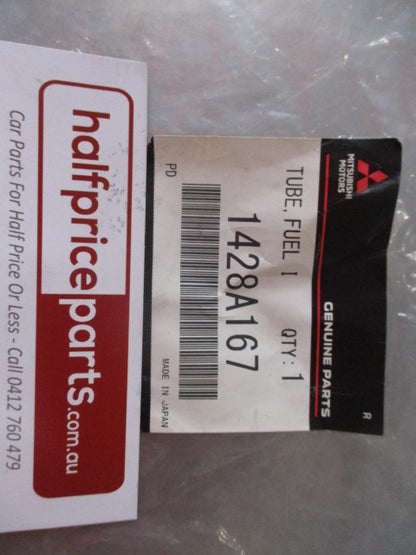 halfpriceparts.com.au
Car Parts For Half Price Or Less - Call 0412 760 479
MITSUBISHI
MOTORS
GENUINE PARTS
R
TUBE, FUEL I QTY: 1
1428A167
PD
MADE IN JAPAN